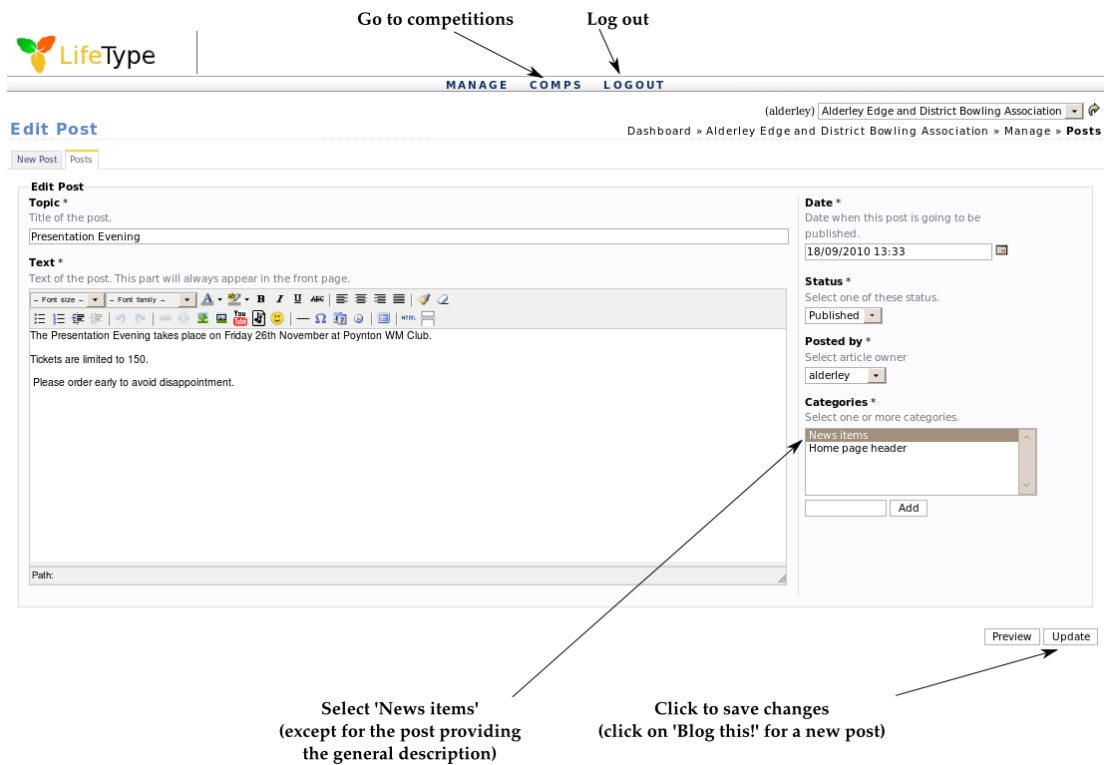 Go to competitions
Log out
LifeType
MANAGE COMPS LOGOUT
(alderley) Alderley Edge and District Bowling Association
Edit Post
Dashboard » Alderley Edge and District Bowling Association » Manage » Posts
New Post Posts
Edit Post
Topic *
Title of the post.
Presentation Evening
Text *
Text of the post. This part will always appear in the front page.
– Font size – – Font family –
A ab B I U ABC
Ω You Tube HTML
The Presentation Evening takes place on Friday 26th November at Poynton WM Club.
Tickets are limited to 150.
Please order early to avoid disappointment.
Path:
Date *
Date when this post is going to be
published.
18/09/2010 13:33
Status *
Select one of these status.
Published
Posted by *
Select article owner
alderley
Categories *
Select one or more categories.
News items
Home page header
Add
Preview Update
Select 'News items'
(except for the post providing
the general description)
Click to save changes
(click on 'Blog this!' for a new post)